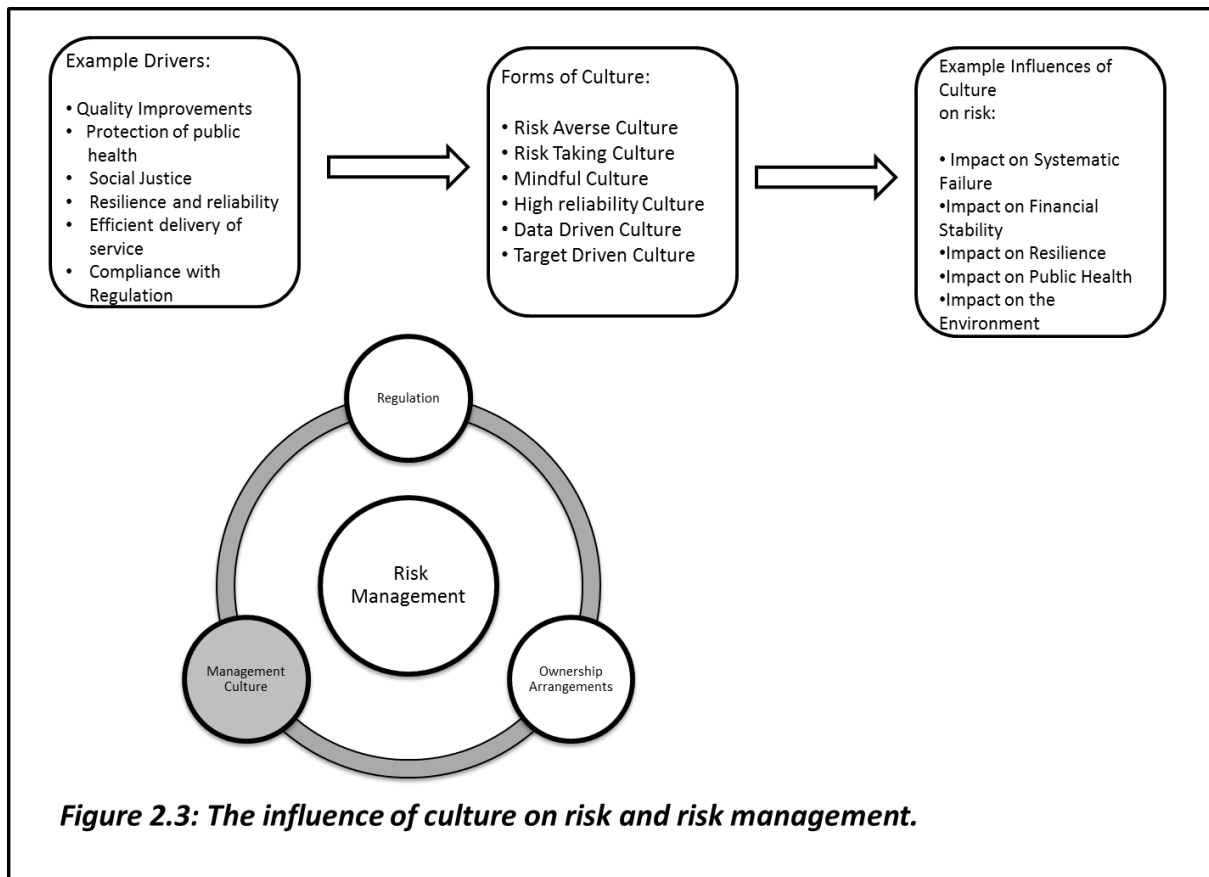 Example Drivers:
• Quality Improvements
• Protection of public
health
• Social Justice
• Resilience and reliability
• Efficient delivery of
service
• Compliance with
Regulation
Forms of Culture:
• Risk Averse Culture
• Risk Taking Culture
• Mindful Culture
• High reliability Culture
• Data Driven Culture
• Target Driven Culture
Example Influences of
Culture
on risk:
• Impact on Systematic
Failure
•Impact on Financial
Stability
•Impact on Resilience
•Impact on Public Health
•Impact on the
Environment
Regulation
Risk
Management
Management
Culture
Ownership
Arrangements
Figure 2.3: The influence of culture on risk and risk management.